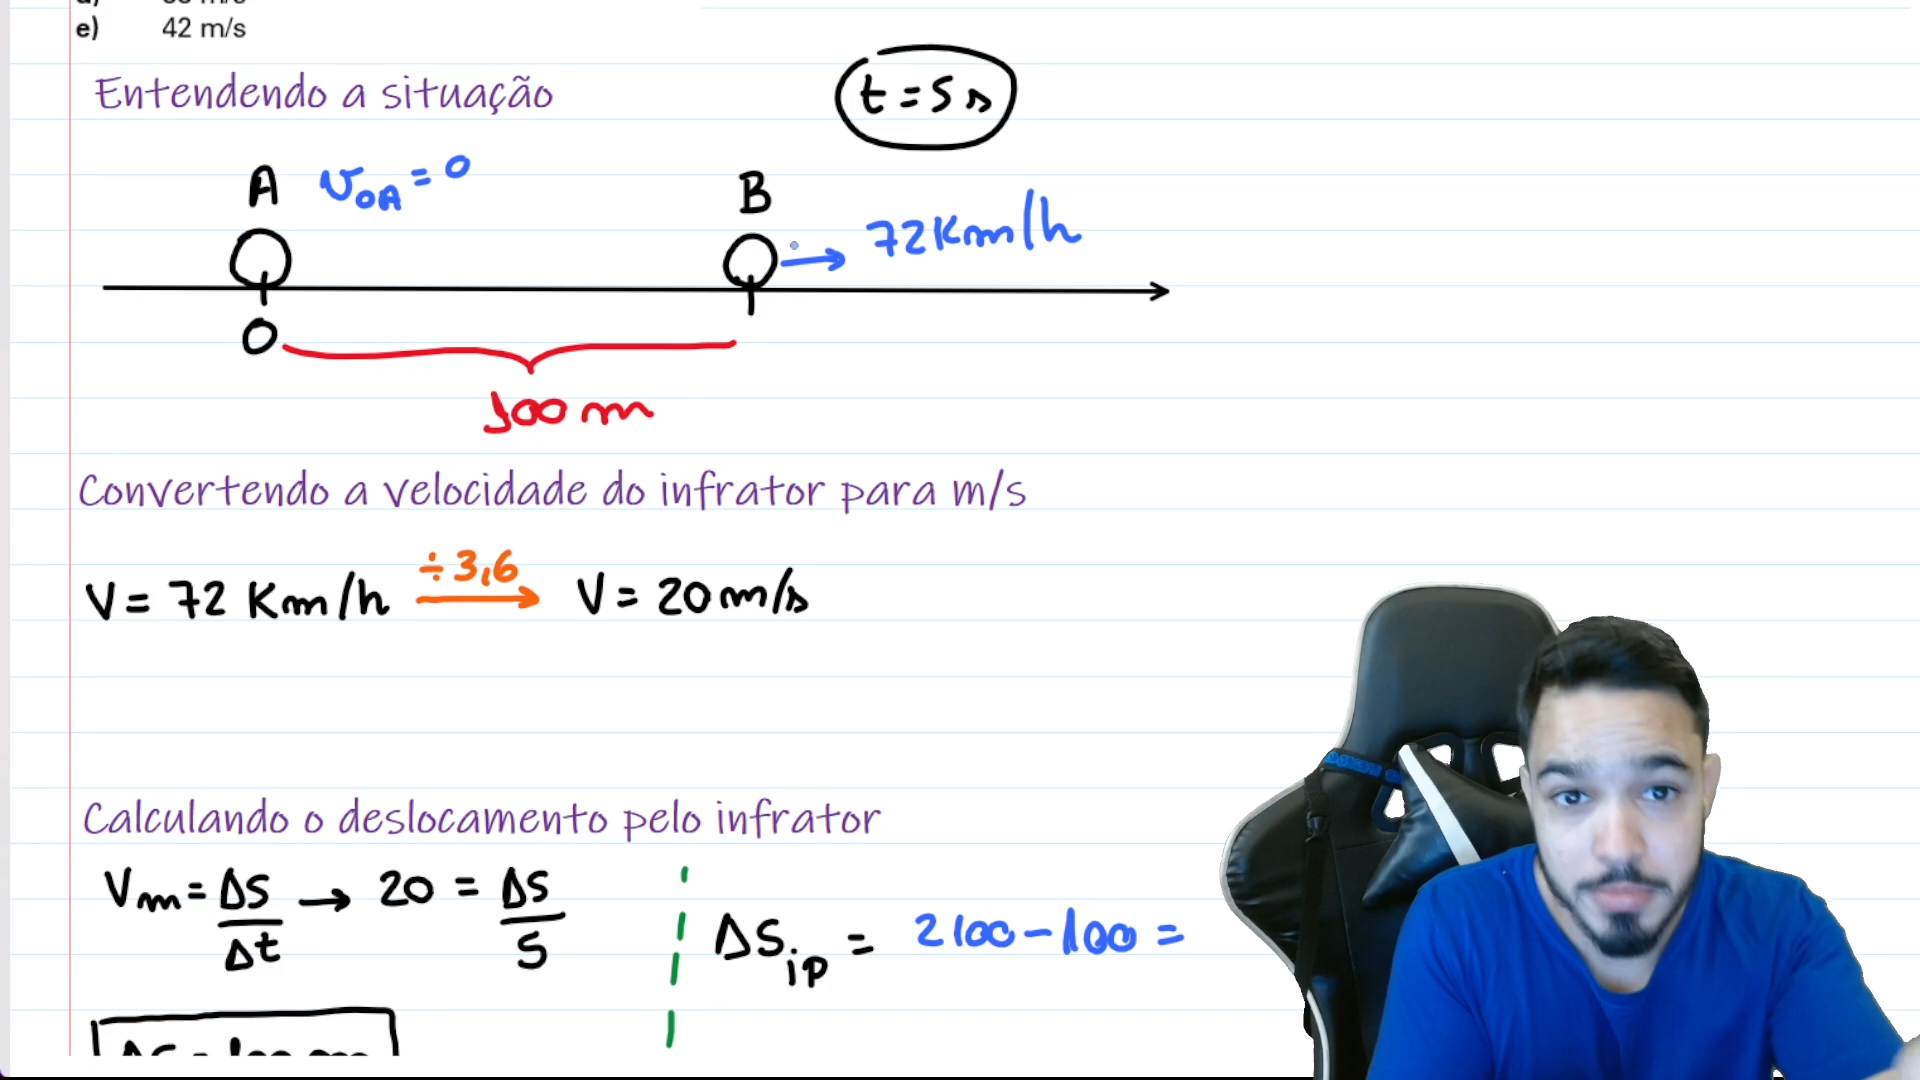 e) 42 m/s
Entendendo a situação
t = 5 s
A
v₀A = 0
B
72 Km/h
0
100 m
Convertendo a velocidade do infrator para m/s
V = 72 Km/h ÷ 3,6 → V = 20 m/s
Calculando o deslocamento pelo infrator
Vm = ΔS/Δt → 20 = ΔS/5
ΔSip = 2100 - 100 =